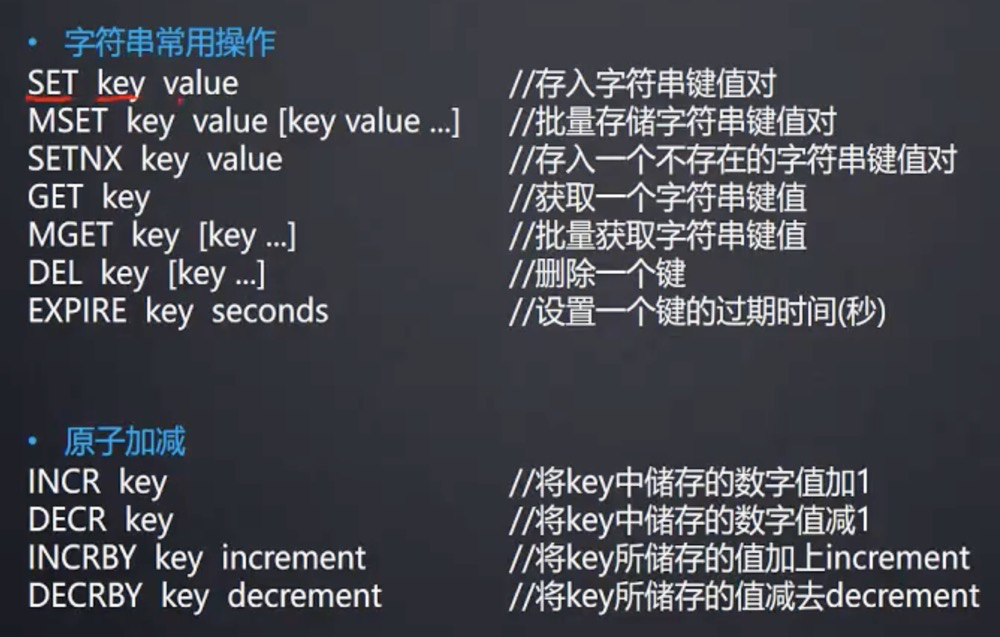 • 字符串常用操作
SET key value //存入字符串键值对
MSET key value [key value ...] //批量存储字符串键值对
SETNX key value //存入一个不存在的字符串键值对
GET key //获取一个字符串键值
MGET key [key ...] //批量获取字符串键值
DEL key [key ...] //删除一个键
EXPIRE key seconds //设置一个键的过期时间(秒)
• 原子加减
INCR key //将key中储存的数字值加1
DECR key //将key中储存的数字值减1
INCRBY key increment //将key所储存的值加上increment
DECRBY key decrement //将key所储存的值减去decrement